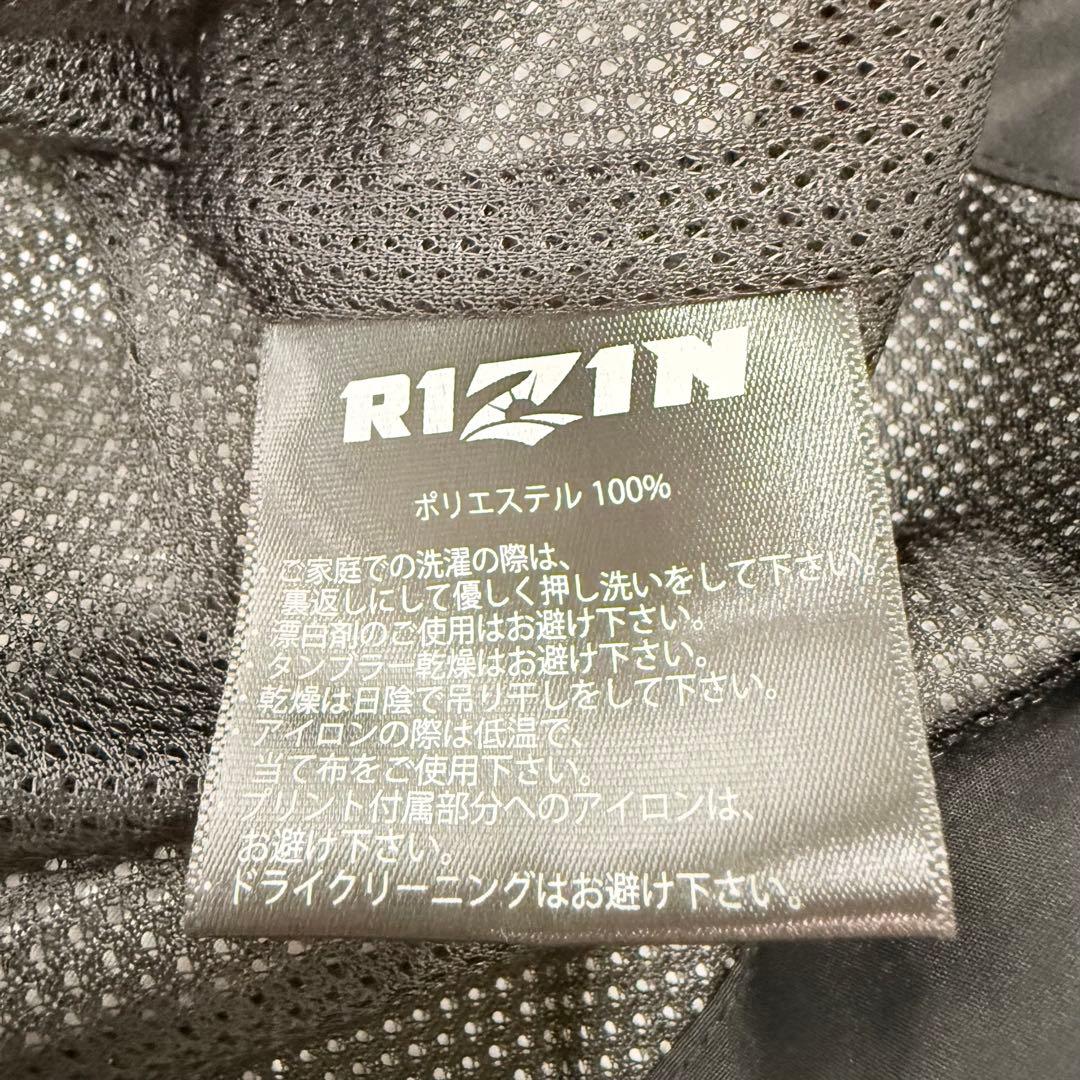 RIZIN
ポリエステル 100%
ご家庭での洗濯の際は、
裏返しにして優しく押し洗いをして下さい。
漂白剤のご使用はお避け下さい。
タンブラー乾燥はお避け下さい。
・乾燥は日陰で吊り干しをして下さい。
アイロンの際は低温で、
当て布をご使用下さい。
プリント付属部分へのアイロンは、
お避け下さい。
・ドライクリーニングはお避け下さい。